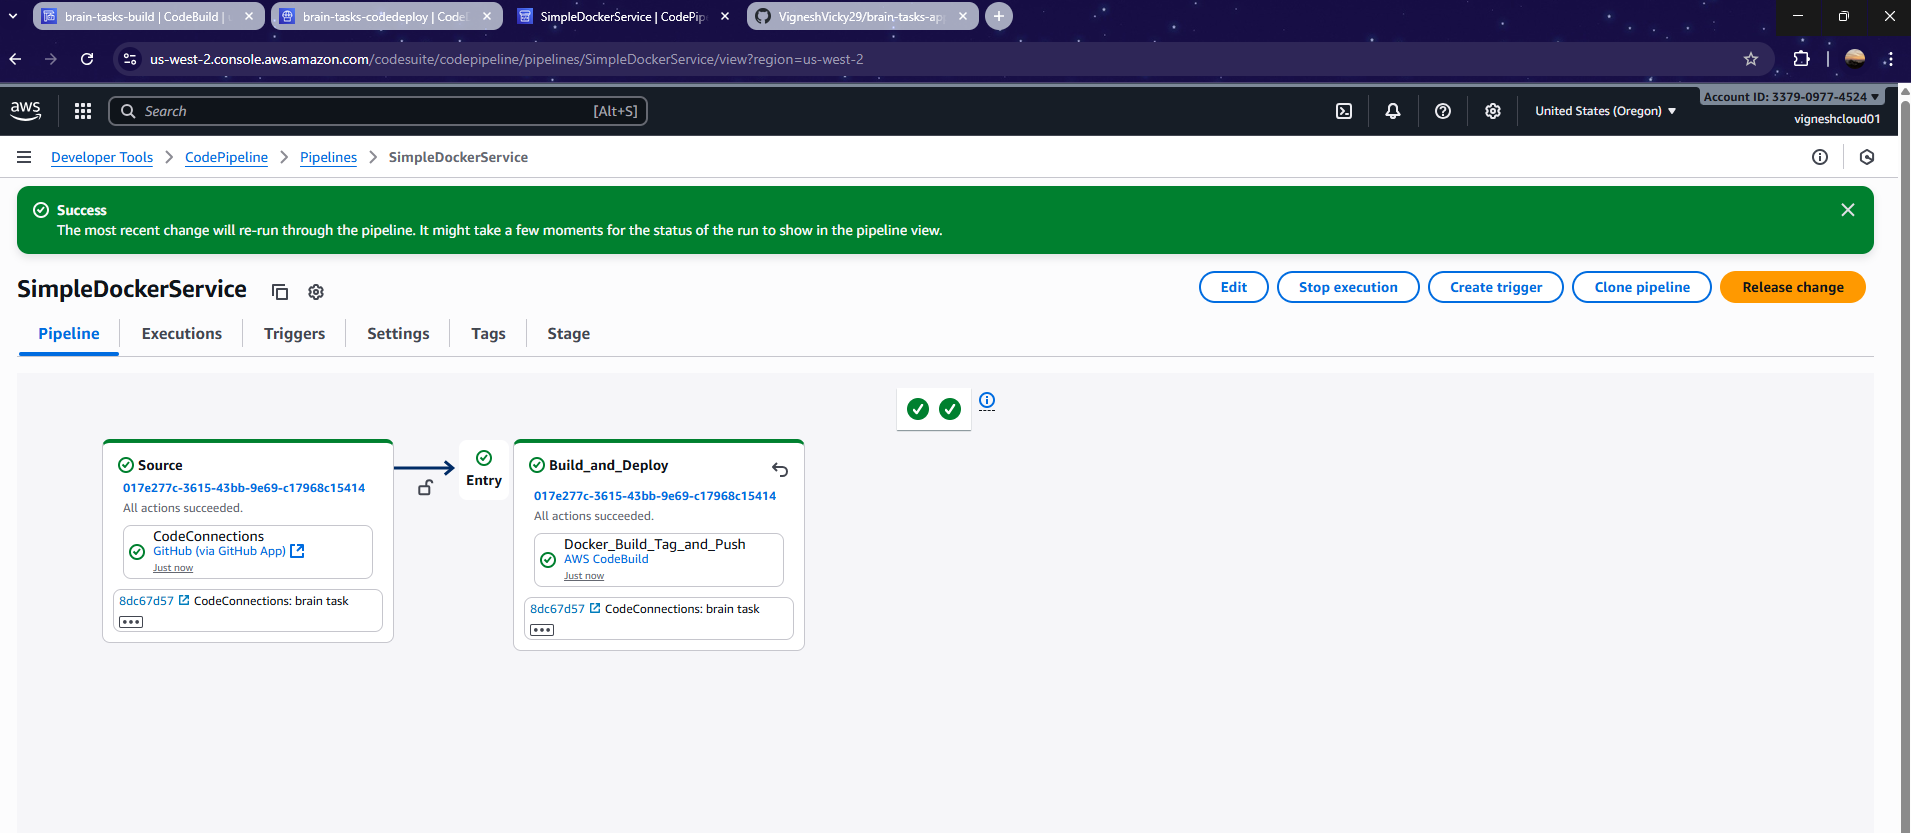 brain-tasks-build | CodeBuild |
brain-tasks-codedeploy | CodeD
SimpleDockerService | CodePip
VigneshVicky29/brain-tasks-ap
us-west-2.console.aws.amazon.com/codesuite/codepipeline/pipelines/SimpleDockerService/view?region=us-west-2
aws
Search
[Alt+S]
United States (Oregon)
Account ID: 3379-0977-4524
vigneshcloud01
Developer Tools
CodePipeline
Pipelines
SimpleDockerService
Success
The most recent change will re-run through the pipeline. It might take a few moments for the status of the run to show in the pipeline view.
SimpleDockerService
Edit
Stop execution
Create trigger
Clone pipeline
Release change
Pipeline
Executions
Triggers
Settings
Tags
Stage
Source
017e277c-3615-43bb-9e69-c17968c15414
All actions succeeded.
CodeConnections
GitHub (via GitHub App)
Just now
8dc67d57 CodeConnections: brain task
Entry
Build_and_Deploy
017e277c-3615-43bb-9e69-c17968c15414
All actions succeeded.
Docker_Build_Tag_and_Push
AWS CodeBuild
Just now
8dc67d57 CodeConnections: brain task